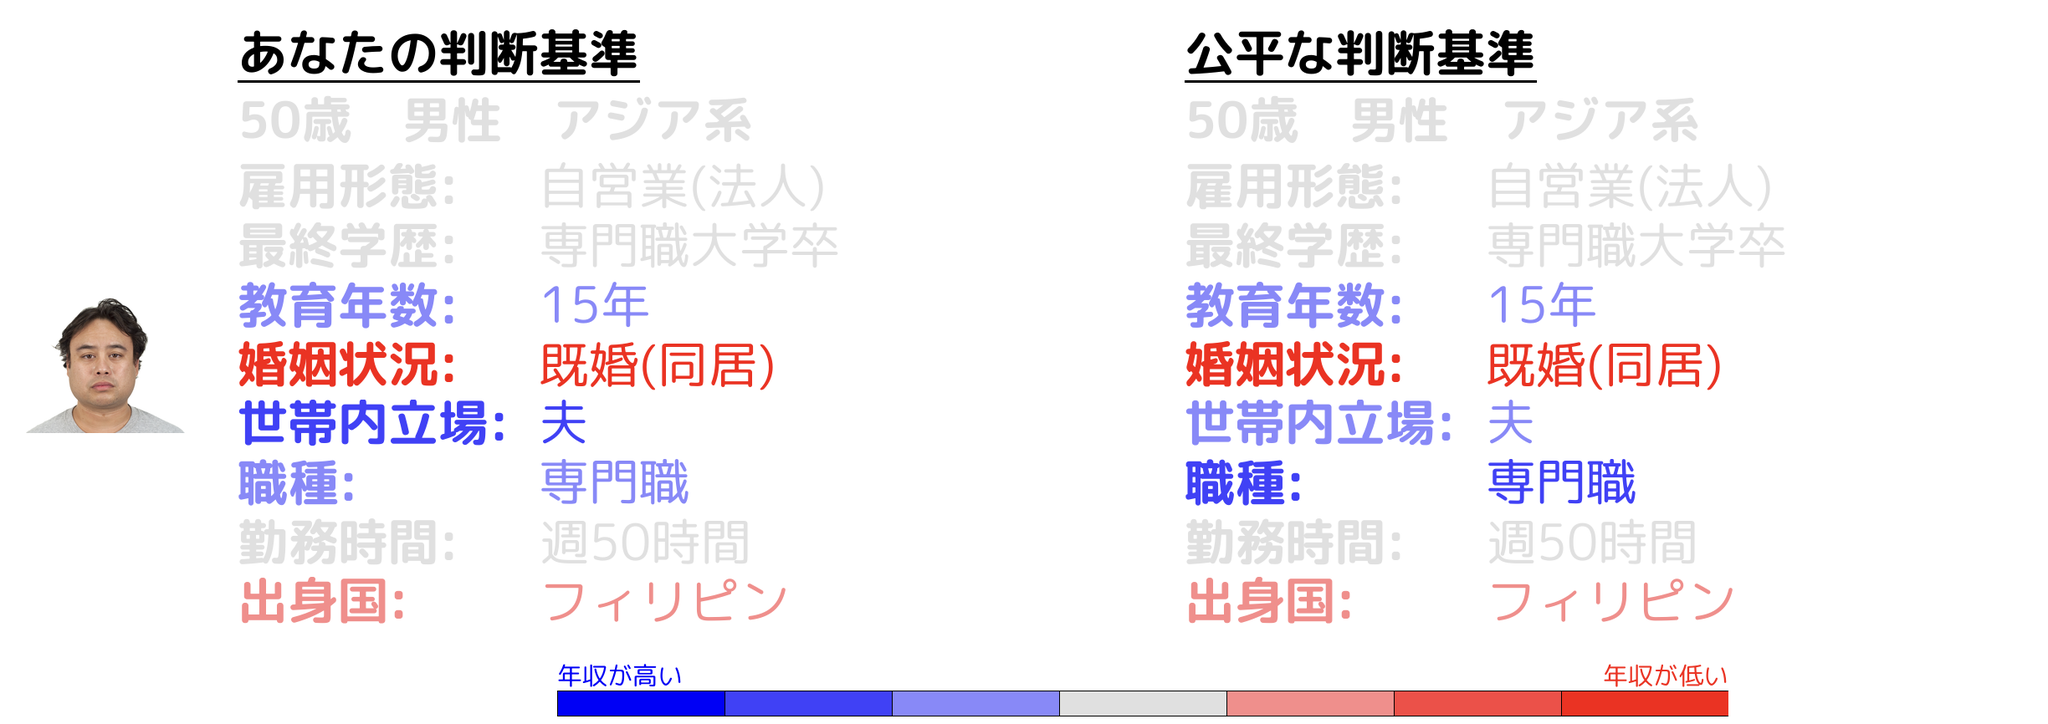 あなたの判断基準
50歳 男性 アジア系
雇用形態: 自営業(法人)
最終学歴: 専門職大学卒
教育年数: 15年
婚姻状況: 既婚(同居)
世帯内立場: 夫
職種: 専門職
勤務時間: 週50時間
出身国: フィリピン
公平な判断基準
50歳 男性 アジア系
雇用形態: 自営業(法人)
最終学歴: 専門職大学卒
教育年数: 15年
婚姻状況: 既婚(同居)
世帯内立場: 夫
職種: 専門職
勤務時間: 週50時間
出身国: フィリピン
年収が高い
年収が低い